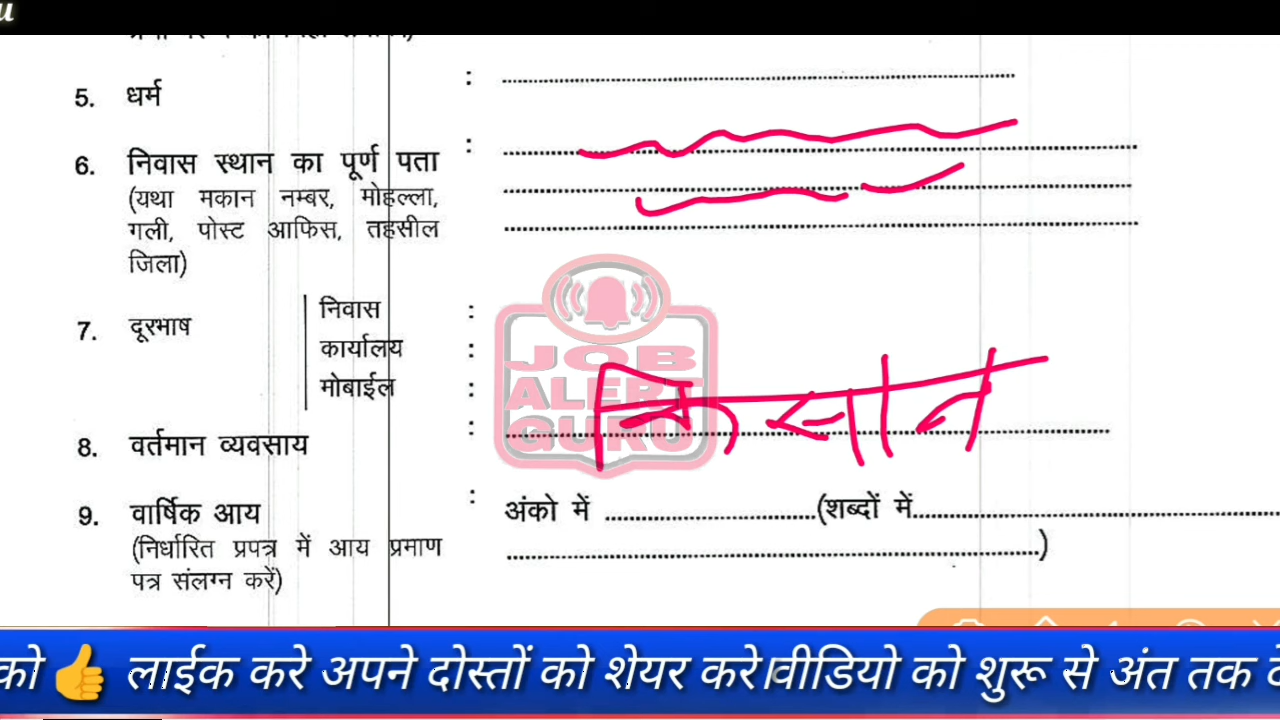 u
5. धर्म :
6. निवास स्थान का पूर्ण पता :
(यथा मकान नम्बर, मोहल्ला,
गली, पोस्ट आफिस, तहसील
जिला)
7. दूरभाष निवास :
कार्यालय :
मोबाईल :
8. वर्तमान व्यवसाय :
9. वार्षिक आय : अंको में ........................(शब्दों में........................
(निर्धारित प्रपत्र में आय प्रमाण ........................)
पत्र संलग्न करें)
JOB
ALERT
GURU
को 👍 लाईक करे अपने दोस्तों को शेयर करे।वीडियो को शुरू से अंत तक